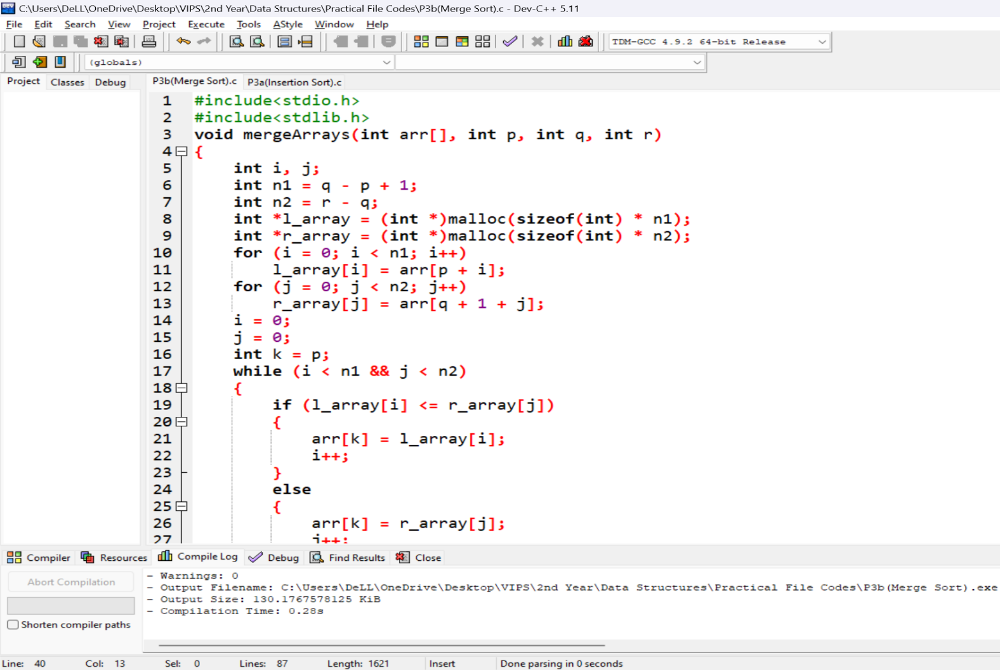 C:\Users\DeLL\OneDrive\Desktop\VIPS\2nd Year\Data Structures\Practical File Codes\P3b(Merge Sort).c - Dev-C++ 5.11
File Edit Search View Project Execute Tools AStyle Window Help
TDM-GCC 4.9.2 64-bit Release
(globals)
Project Classes Debug P3b(Merge Sort).c P3a(Insertion Sort).c
1 #include<stdio.h>
2 #include<stdlib.h>
3 void mergeArrays(int arr[], int p, int q, int r)
4 {
5 int i, j;
6 int n1 = q - p + 1;
7 int n2 = r - q;
8 int *l_array = (int *)malloc(sizeof(int) * n1);
9 int *r_array = (int *)malloc(sizeof(int) * n2);
10 for (i = 0; i < n1; i++)
11 l_array[i] = arr[p + i];
12 for (j = 0; j < n2; j++)
13 r_array[j] = arr[q + 1 + j];
14 i = 0;
15 j = 0;
16 int k = p;
17 while (i < n1 && j < n2)
18 {
19 if (l_array[i] <= r_array[j])
20 {
21 arr[k] = l_array[i];
22 i++;
23 }
24 else
25 {
26 arr[k] = r_array[j];
27 j++;
Compiler Resources Compile Log Debug Find Results Close
Abort Compilation
Shorten compiler paths
- Warnings: 0
- Output Filename: C:\Users\DeLL\OneDrive\Desktop\VIPS\2nd Year\Data Structures\Practical File Codes\P3b(Merge Sort).exe
- Output Size: 130.1767578125 KiB
- Compilation Time: 0.28s
Line: 40 Col: 13 Sel: 0 Lines: 87 Length: 1621 Insert Done parsing in 0 seconds